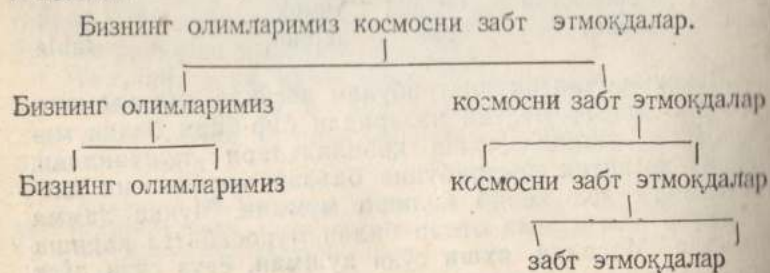 Бизнинг олимларимиз космосни забт этмоқдалар.
Бизнинг олимларимиз космосни забт этмоқдалар
Бизнинг олимларимиз космосни забт этмоқдалар
забт этмоқдалар